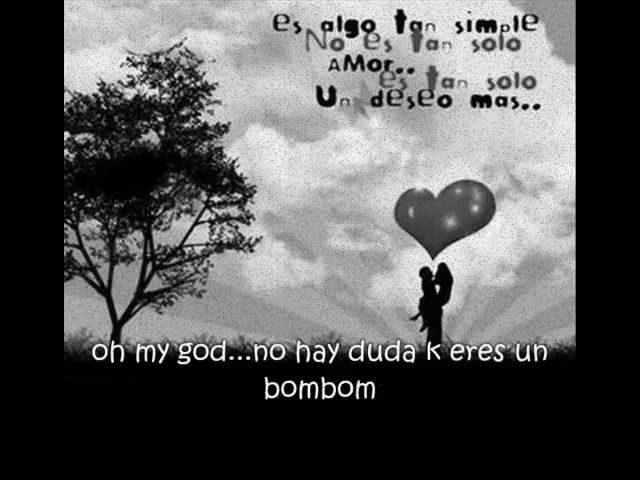 es algo tan simple
No es tan solo
AMor..
es tan solo
Un deseo mas..
oh my god...no hay duda k eres un
bombom